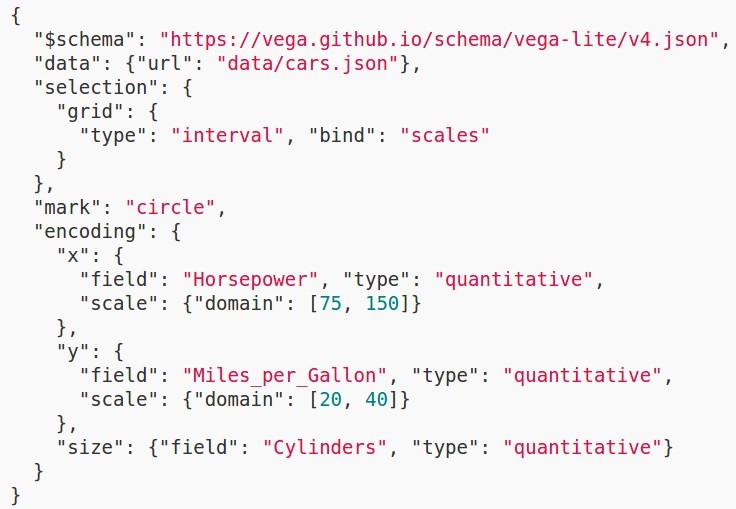 {
  "$schema": "https://vega.github.io/schema/vega-lite/v4.json",
  "data": {"url": "data/cars.json"},
  "selection": {
    "grid": {
      "type": "interval", "bind": "scales"
    }
  },
  "mark": "circle",
  "encoding": {
    "x": {
      "field": "Horsepower", "type": "quantitative",
      "scale": {"domain": [75, 150]}
    },
    "y": {
      "field": "Miles_per_Gallon", "type": "quantitative",
      "scale": {"domain": [20, 40]}
    },
    "size": {"field": "Cylinders", "type": "quantitative"}
  }
}